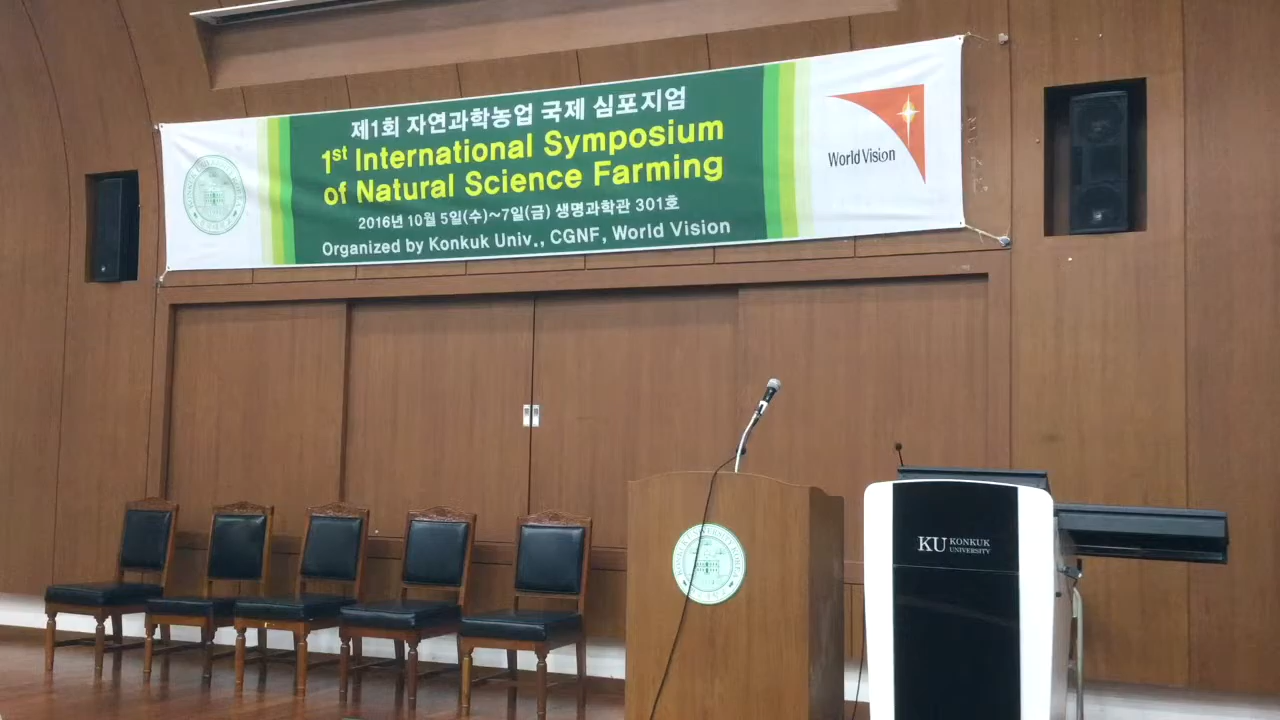 제1회 자연과학농업 국제 심포지엄
1st International Symposium
of Natural Science Farming
2016년 10월 5일(수)~7일(금) 생명과학관 301호
Organized by Konkuk Univ., CGNF, World Vision
World Vision
KU KONKUK
UNIVERSITY